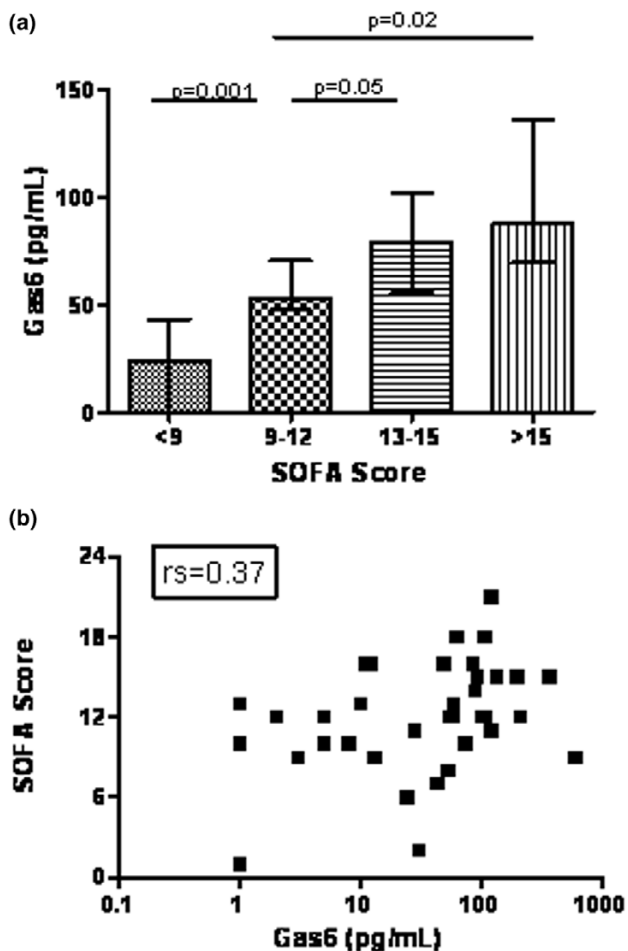 (a)
p=0.02
p=0.001 p=0.05
150
100
50
0
Gas6 (pg/mL)
<9 9-12 13-15 >15
SOFA Score
(b)
rs=0.37
24
18
12
6
0
SOFA Score
0.1 1 10 100 1000
Gas6 (pg/mL)